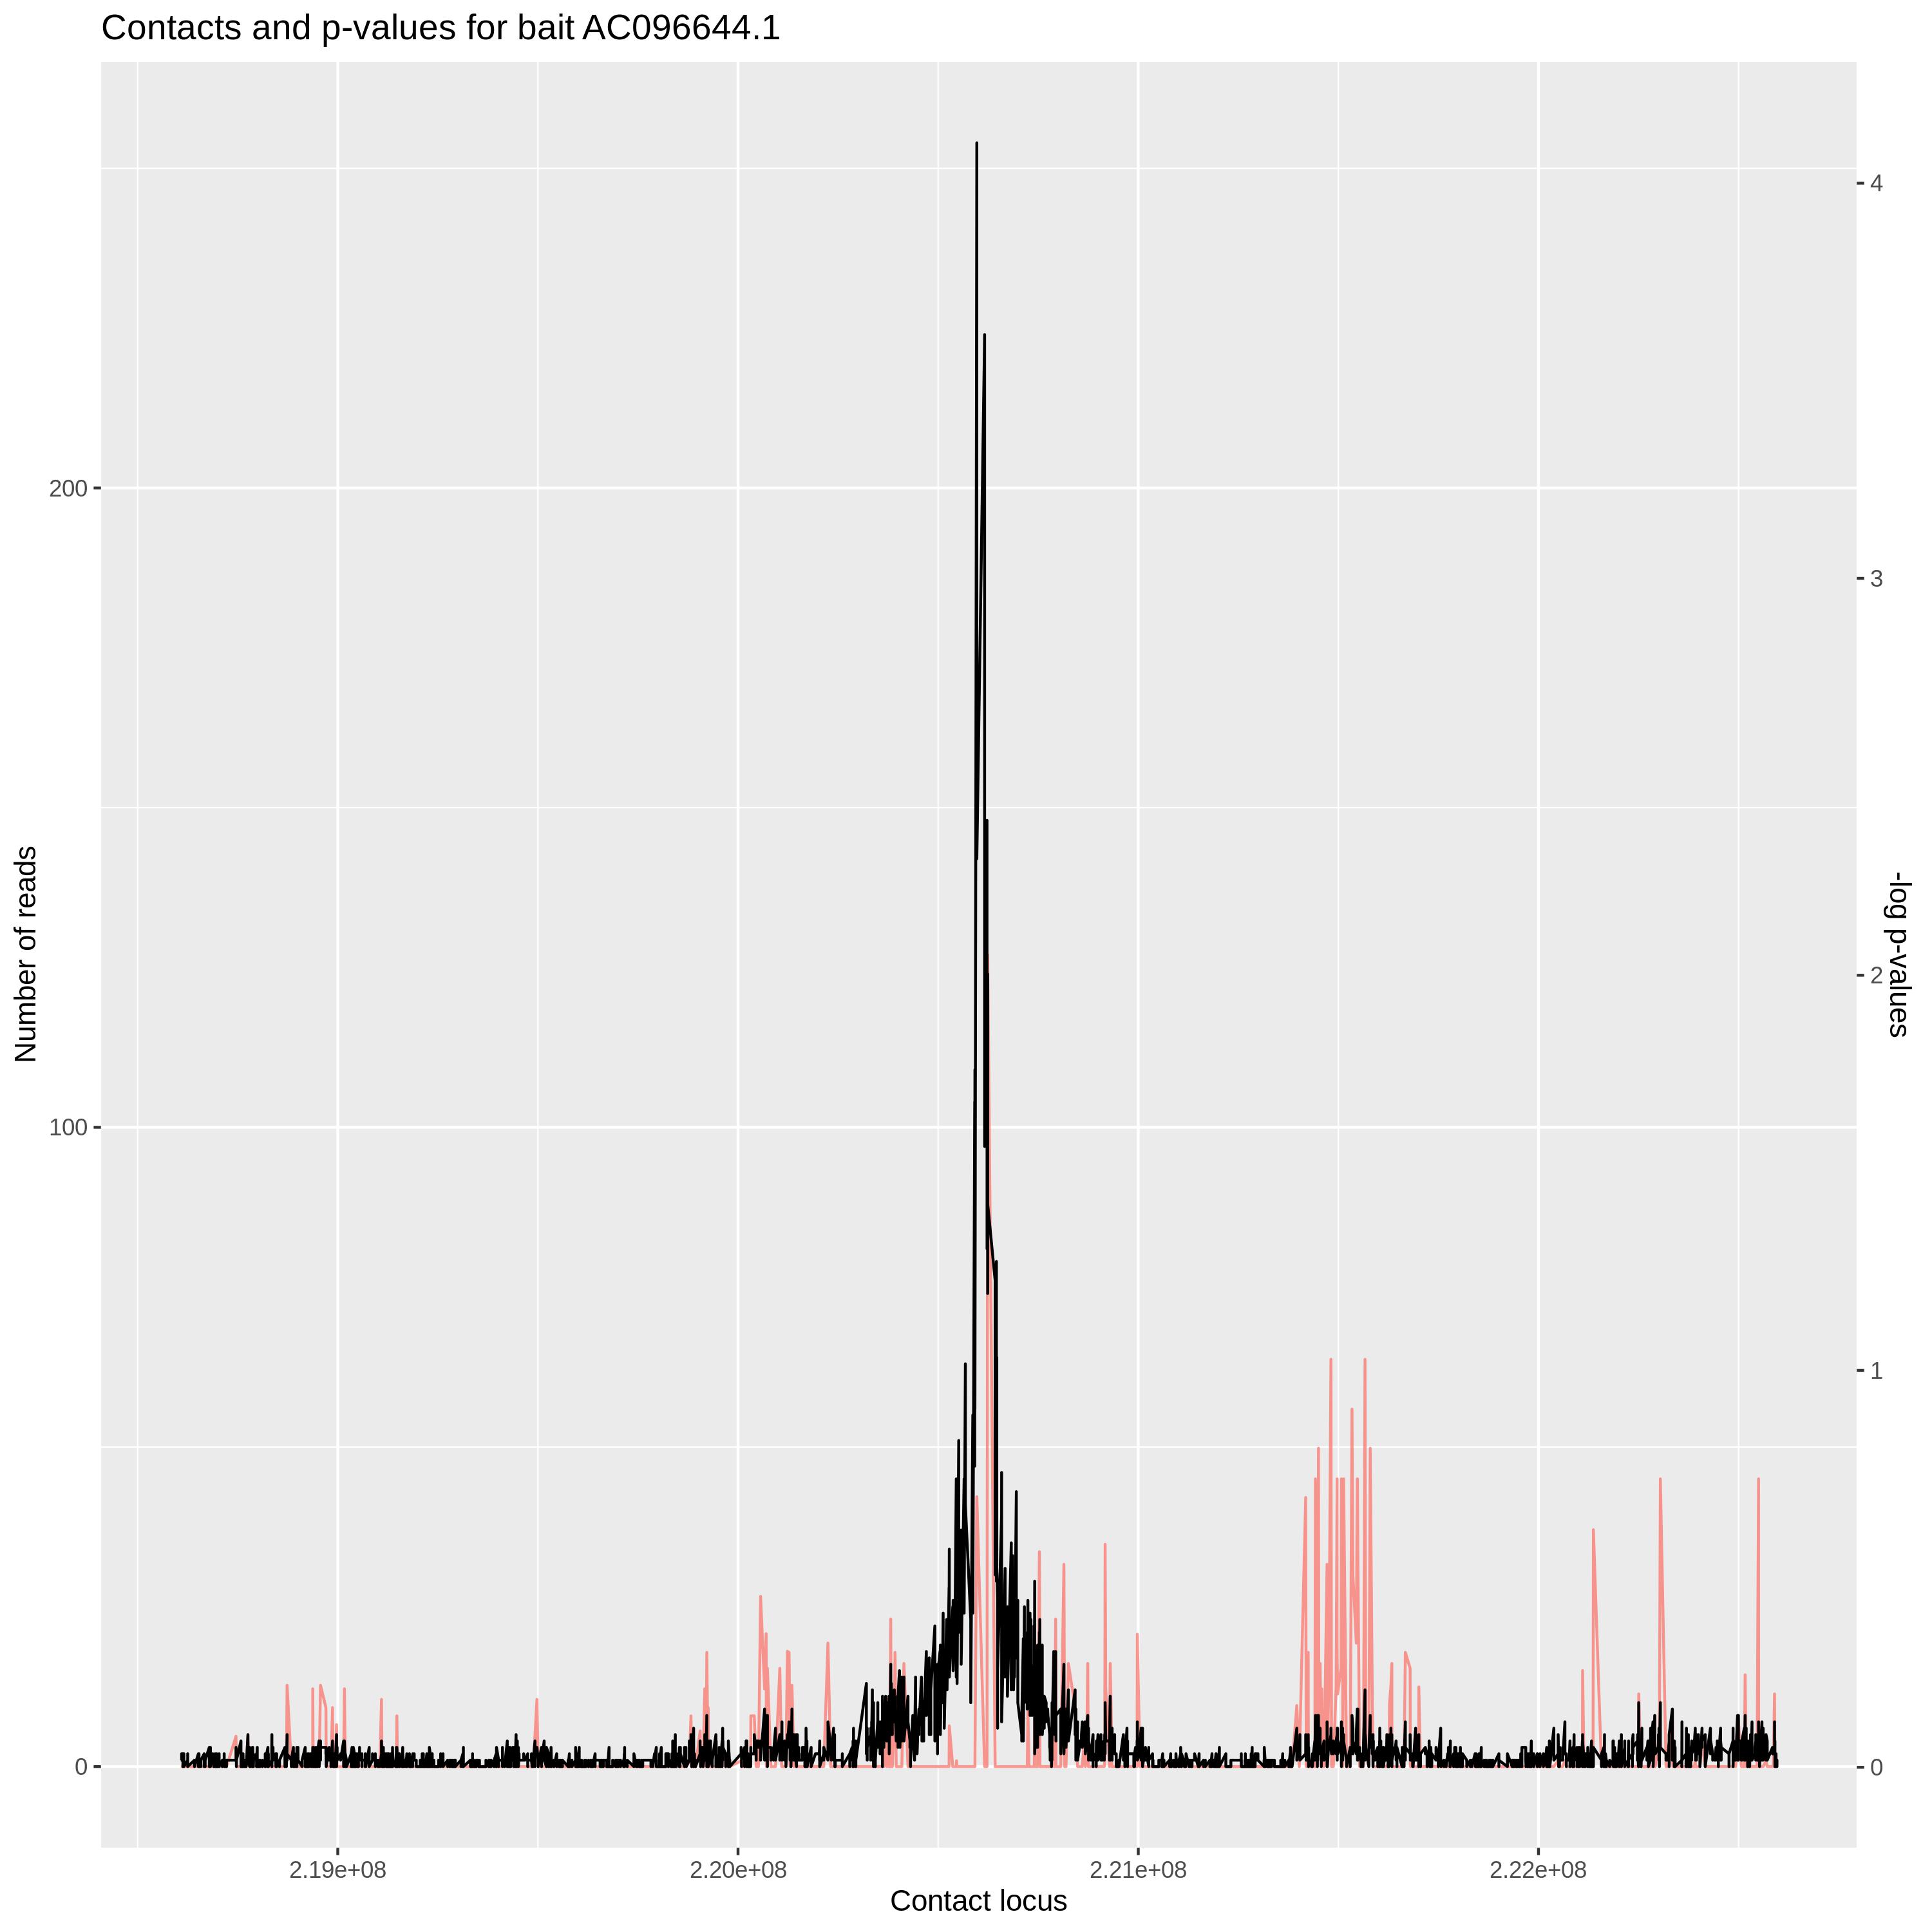 Contacts and p-values for bait AC096644.1
Number of reads
200
100
0
4
3
2
1
0
-log p-values
2.19e+08
2.20e+08
2.21e+08
2.22e+08
Contact locus